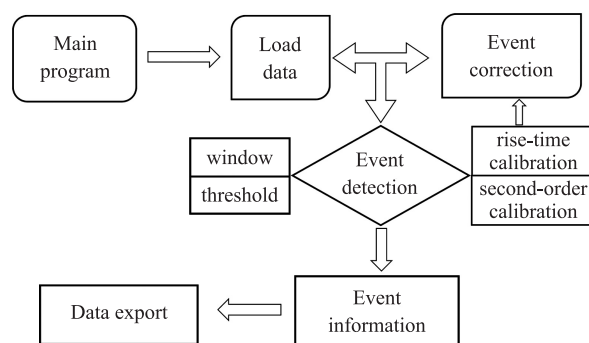 Main
program
Load
data
Event
correction
window
threshold
Event
detection
rise-time
calibration
second-order
calibration
Data export
Event
information